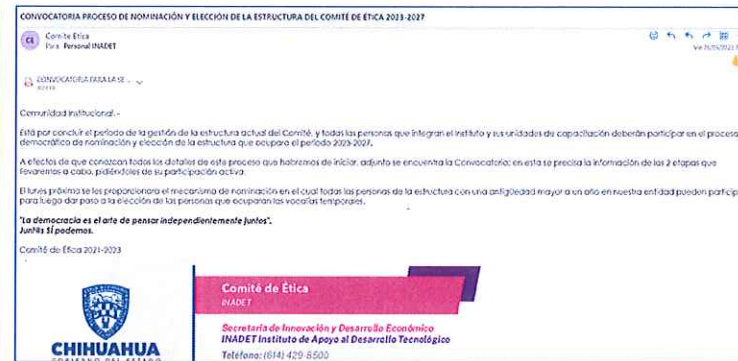 CONVOCATORIA PROCESO DE NOMINACIÓN Y ELECCIÓN DE LA ESTRUCTURA DEL COMITÉ DE ÉTICA 2023-2027
CE
Comite Etica
Para Personal INADET
CONVOCATORIA PARA LA SE...
Comunidad Institucional.-
Está por concluir el periodo de la gestión de la estructura actual del Comité, y todas las personas que integran el Instituto y sus unidades de capacitación deberán participar en el proceso
democrático de nominación y elección de la estructura que ocupara el periodo 2023-2027.
A efectos de que conozcan todos los detalles de este proceso que habremos de iniciar, adjunto se encuentra la Convocatoria; en esta se precisa la información de las 2 etapas que
llevaremos a cabo, pidiéndoles de su participación activa.
El lunes próximo se les proporcionara el mecanismo de nominación en el cual todas las personas de la estructura con una antigüedad mayor a un año en nuestra entidad pueden particip
para luego dar paso a la elección de las personas que ocuparan las vocalías temporales.
"La democracia es el arte de pensar independientemente juntos".
JuntНs SÍ podemos.
Comité de Ética 2021-2023
Comité de Ética
INADET
Secretaría de Innovación y Desarrollo Económico
INADET Instituto de Apoyo al Desarrollo Tecnológico
Teléfono: (614) 429-8500
CHIHUAHUA
GOBIERNO DEL ESTADO